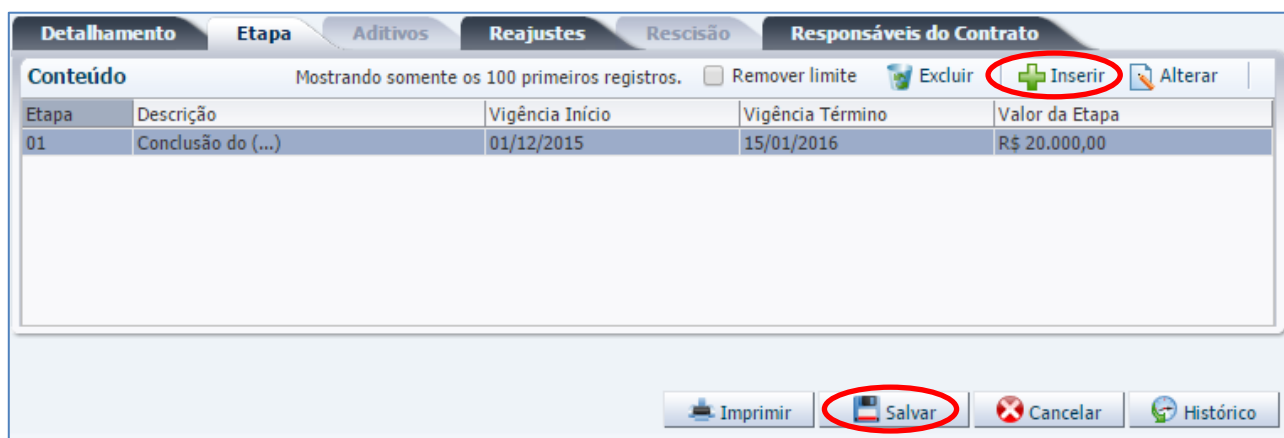 Detalhamento Etapa Aditivos Reajustes Rescisão Responsáveis do Contrato
Conteúdo Mostrando somente os 100 primeiros registros. Remover limite Excluir Inserir Alterar
Etapa Descrição Vigência Início Vigência Término Valor da Etapa
01 Conclusão do (...) 01/12/2015 15/01/2016 R$ 20.000,00
Imprimir Salvar Cancelar Histórico